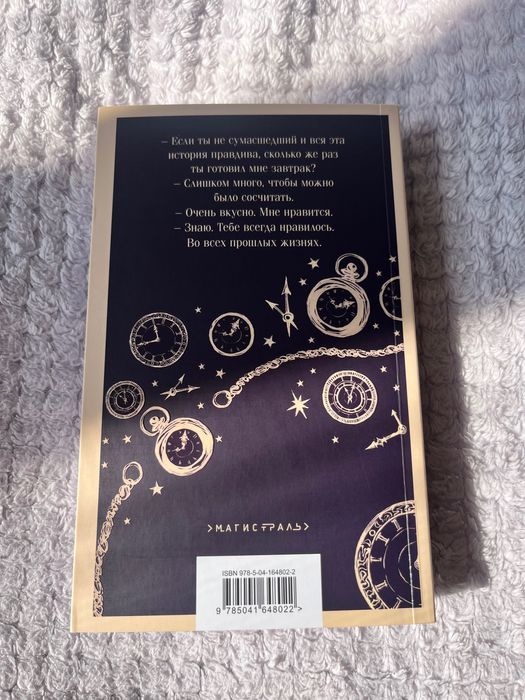 – Если ты не сумасшедший и вся эта
история правдива, сколько же раз
ты готовил мне завтрак?
– Слишком много, чтобы можно
было сосчитать.
– Очень вкусно. Мне нравится.
– Знаю. Тебе всегда нравилось.
Во всех прошлых жизнях.
МАГИСТРАЛЬ
ISBN 978-5-04-164802-2
9 785041 648022 >